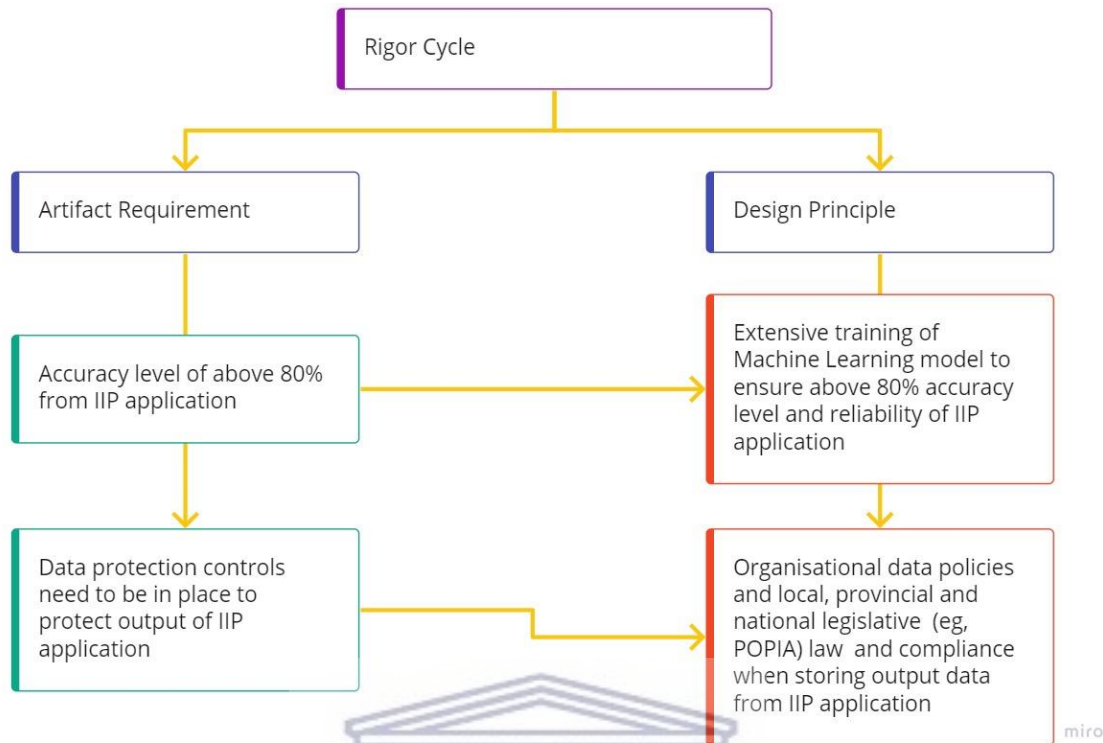 Rigor Cycle
Artifact Requirement
Design Principle
Accuracy level of above 80%
from IIP application
Extensive training of
Machine Learning model to
ensure above 80% accuracy
level and reliability of IIP
application
Data protection controls
need to be in place to
protect output of IIP
application
Organisational data policies
and local, provincial and
national legislative (eg,
POPIA) law and compliance
when storing output data
from IIP application
miro